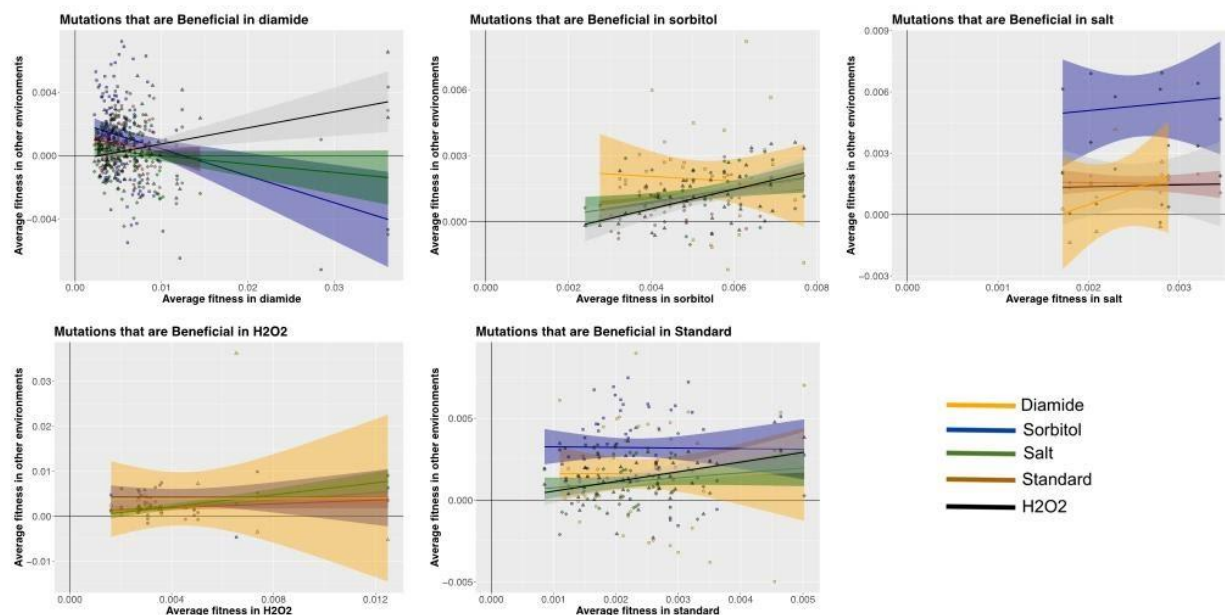 Mutations that are Beneficial in diamide
Average fitness in other environments
0.004
0.000
−0.004
0.00
0.01
0.03
Average fitness in diamide
Mutations that are Beneficial in sorbitol
Average fitness in other environments
0.006
0.003
0.000
0.000
0.002
0.004
0.006
0.008
Average fitness in sorbitol
Mutations that are Beneficial in salt
Average fitness in other environments
0.009
0.006
0.003
0.000
−0.003
0.000
0.001
0.002
0.003
Average fitness in salt
Mutations that are Beneficial in H2O2
Average fitness in other environments
0.03
0.02
0.01
0.00
−0.01
0.000
0.004
0.008
0.012
Average fitness in H2O2
Mutations that are Beneficial in Standard
Average fitness in other environments
0.005
0.000
−0.005
0.000
0.001
0.002
0.003
0.004
0.005
Average fitness in standard
Diamide
Sorbitol
Salt
Standard
H2O2